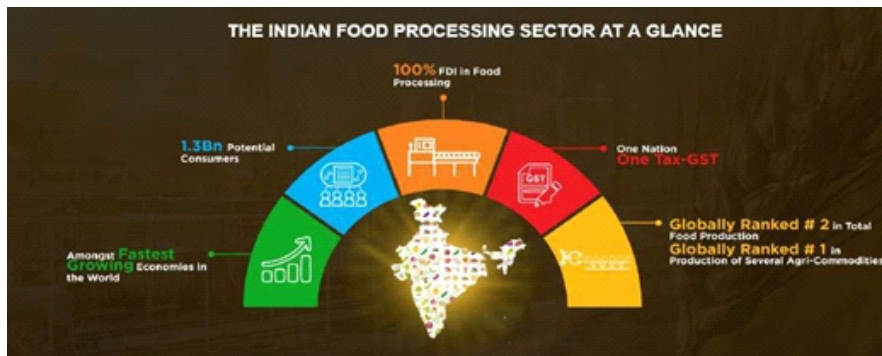 THE INDIAN FOOD PROCESSING SECTOR AT A GLANCE
100% FDI in Food
Processing
1.3Bn Potential
Consumers
One Nation
One Tax-GST
GST
Amongst Fastest
Growing Economies in
the World
Globally Ranked # 2 in Total
Food Production
Globally Ranked # 1 in
Production of Several Agri-Commodities